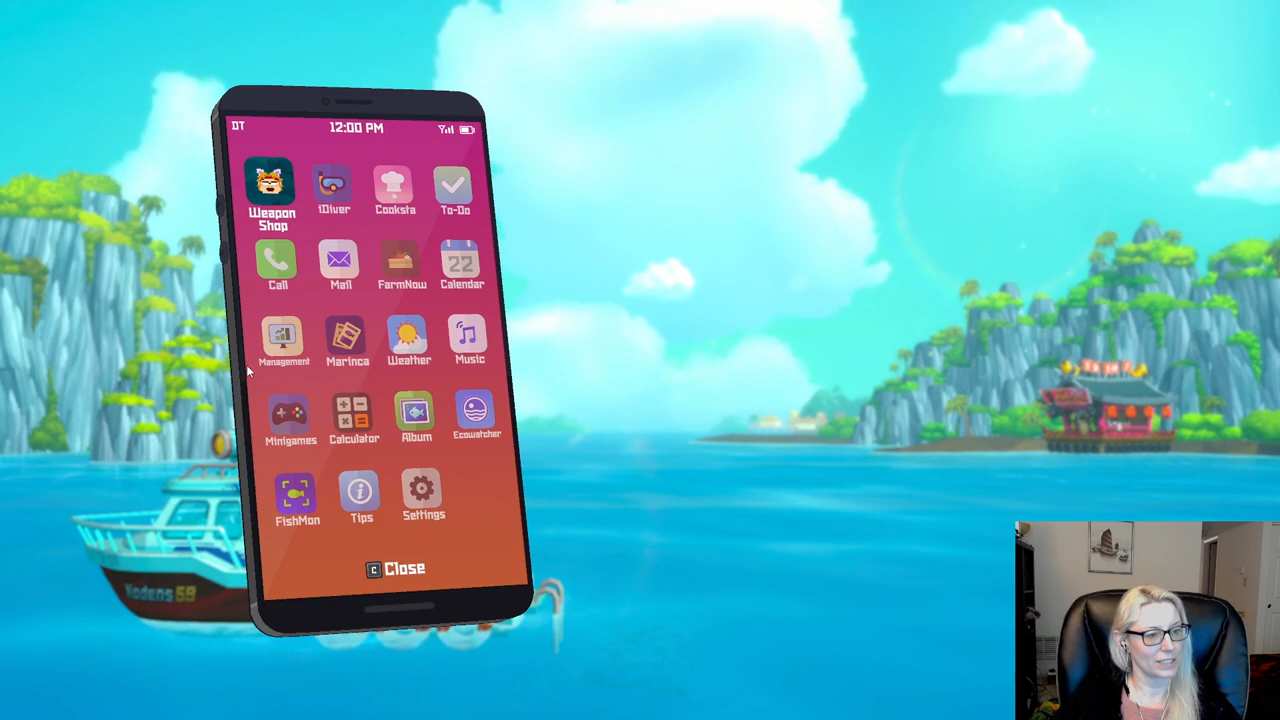 DT 12:00 PM
Weapon Shop
iDiver
Cooksta
To-Do
Call
Mail
FarmNow
22
Calendar
Management
Marinca
Weather
Music
Minigames
Calculator
Album
Ecowatcher
FishMon
Tips
Settings
C Close